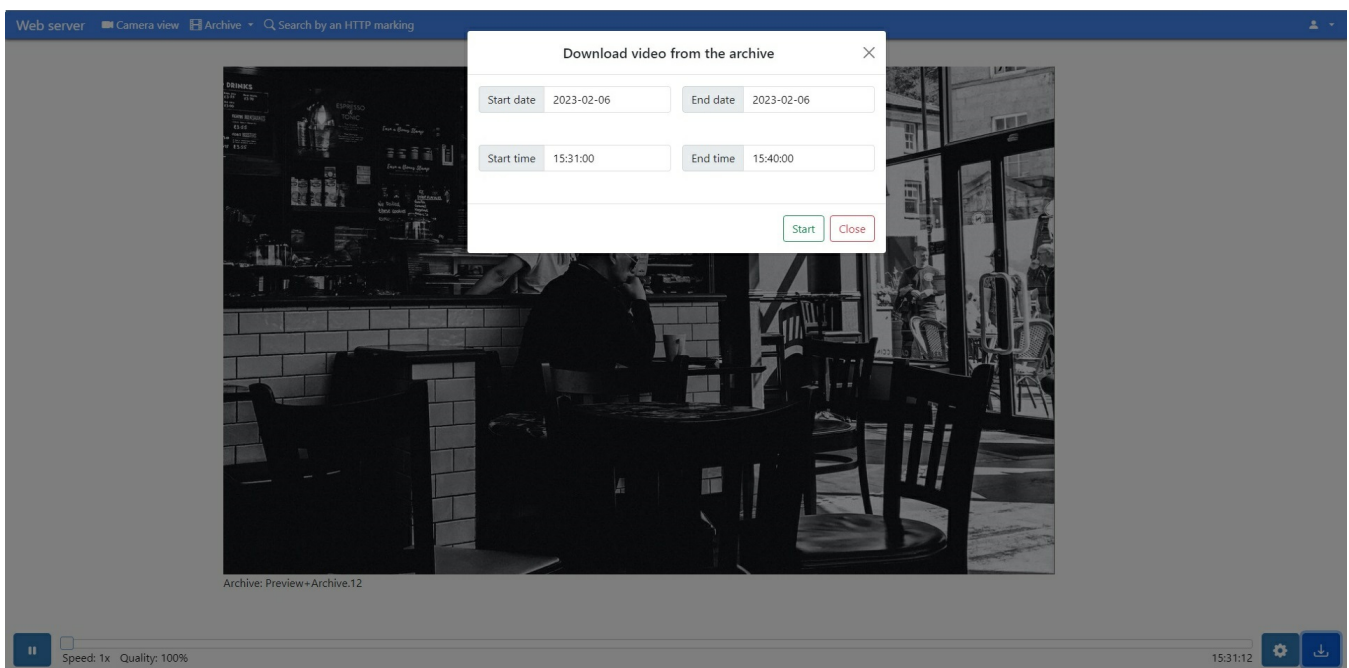 Web server Camera view Archive Search by an HTTP marking
Download video from the archive
Start date 2023-02-06 End date 2023-02-06
Start time 15:31:00 End time 15:40:00
Start Close
DRINKS
ESPRESSO
TONIC
Archive: Preview+Archive.12
Speed: 1x Quality: 100% 15:31:12